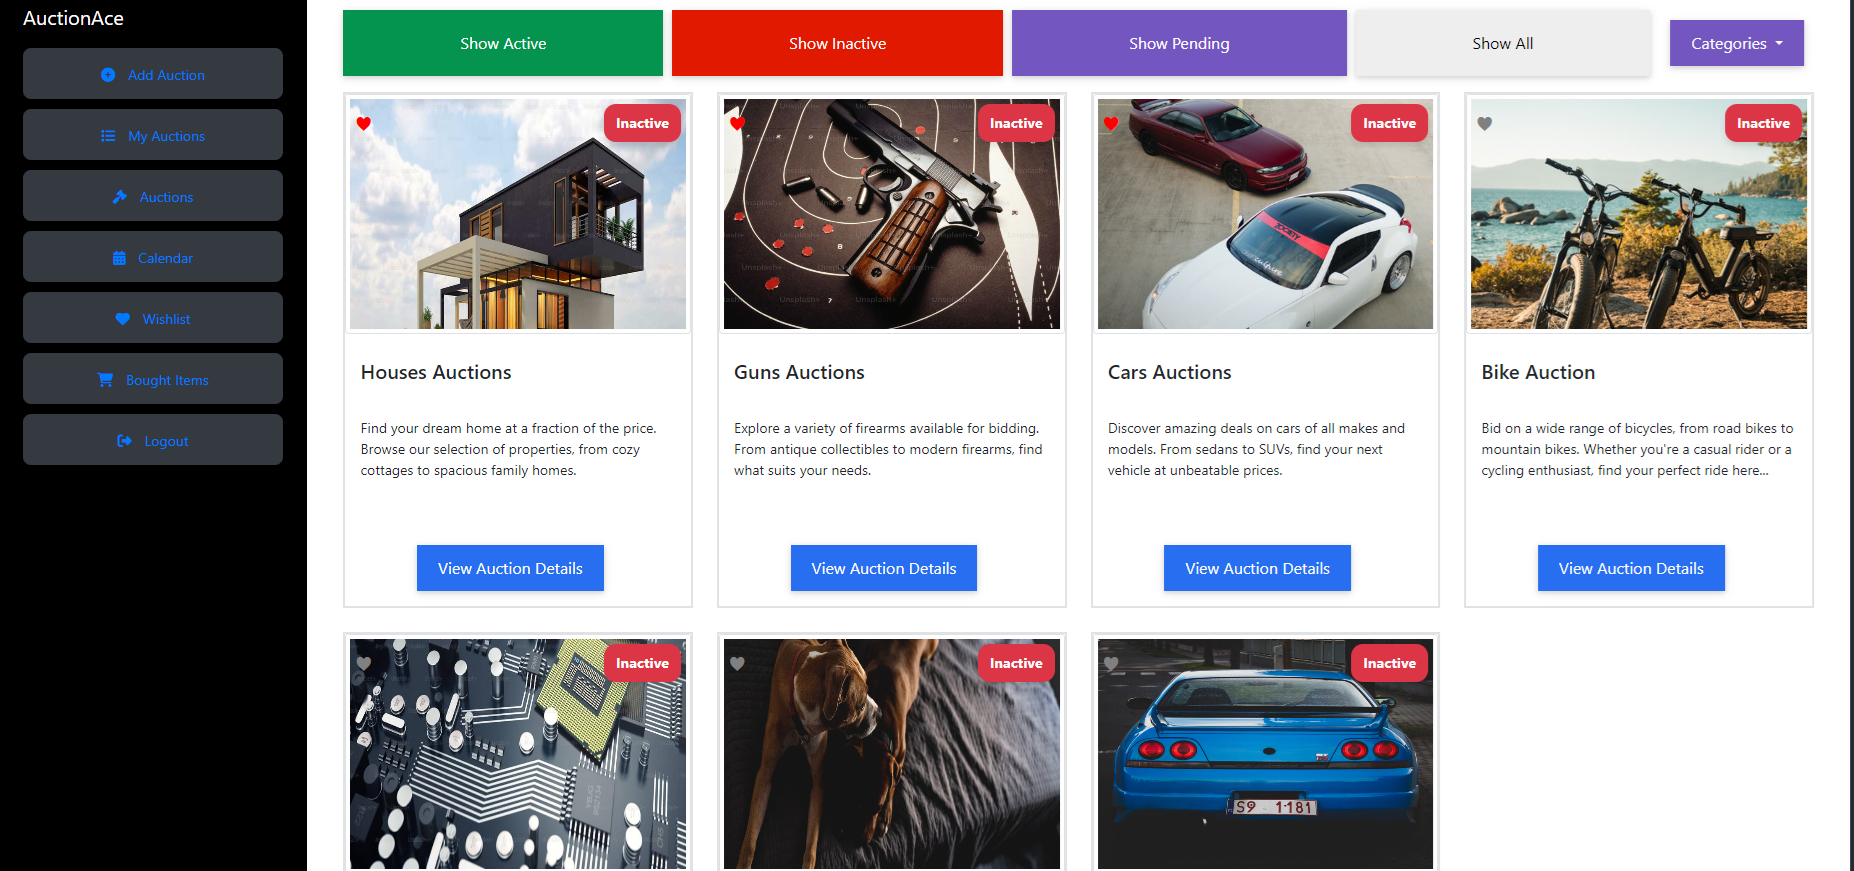 AuctionAce
Add Auction
My Auctions
Auctions
Calendar
Wishlist
Bought Items
Logout
Show Active
Show Inactive
Show Pending
Show All
Categories
Inactive
Houses Auctions
Find your dream home at a fraction of the price.
Browse our selection of properties, from cozy
cottages to spacious family homes.
View Auction Details
Unsplash+
Inactive
Guns Auctions
Explore a variety of firearms available for bidding.
From antique collectibles to modern firearms, find
what suits your needs.
View Auction Details
Inactive
SOCIETY
Cars Auctions
Discover amazing deals on cars of all makes and
models. From sedans to SUVs, find your next
vehicle at unbeatable prices.
View Auction Details
Inactive
Bike Auction
Bid on a wide range of bicycles, from road bikes to
mountain bikes. Whether you're a casual rider or a
cycling enthusiast, find your perfect ride here...
View Auction Details
Inactive
Inactive
Inactive
S9 1181